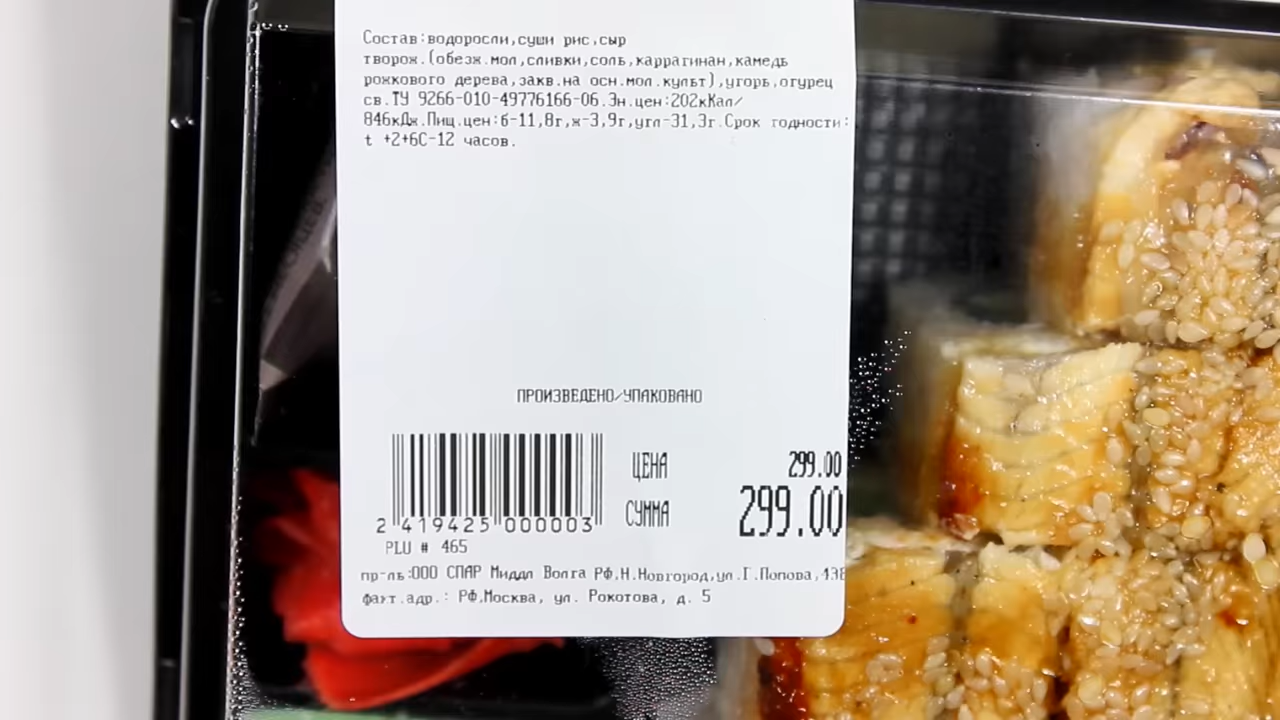 Состав:водоросли,суши рис,сыр
творож.(обезж.мол,сливки,соль,каррагинан,камедь
рожкового дерева,закв.на осн.мол.культ),угорь,огурец
св.ТУ 9266-010-49776166-06.Эн.цен:202кКал/
846кДж.Пищ.цен:б-11,8г,ж-3,9г,угл-31,3г.Срок годности:
t +2+6С-12 часов.
ПРОИЗВЕДЕНО/УПАКОВАНО
ЦЕНА 299.00
СУММА 299.00
2 419425 000003
PLU # 465
пр-ль:ООО СПАР Миддл Волга РФ,Н.Новгород,ул.Г.Попова,
факт.адр.: РФ,Москва, ул. Рокотова, д. 5